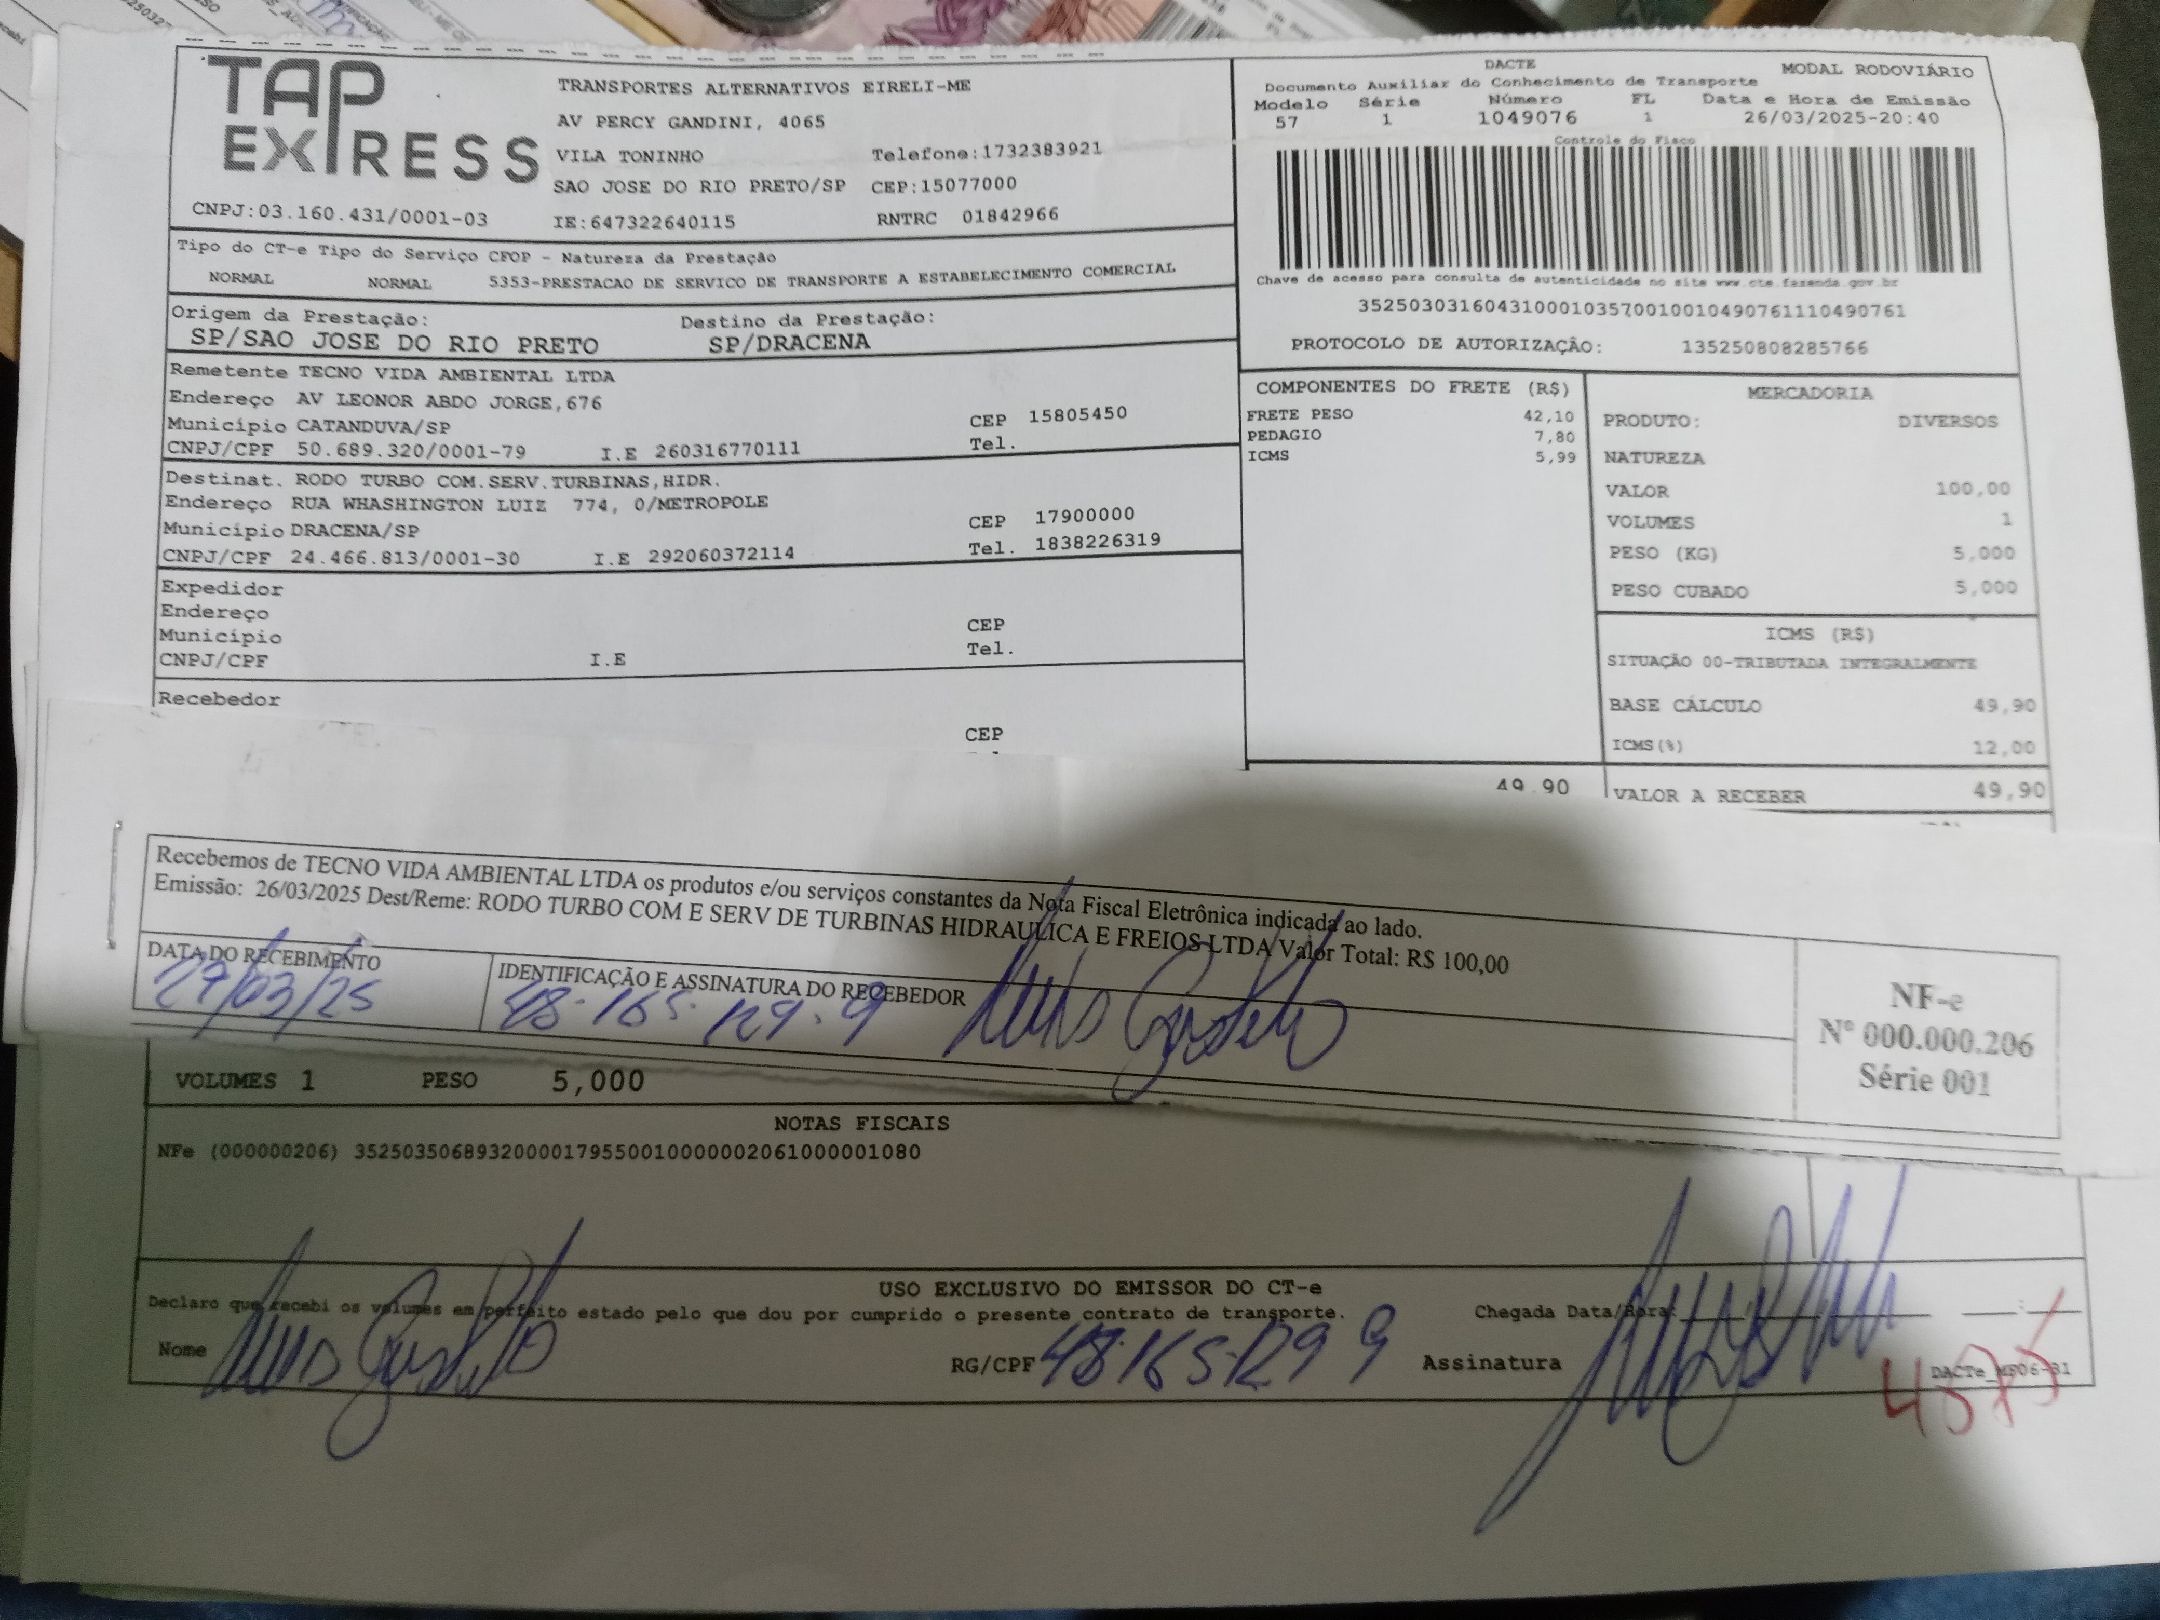 TAP EXPRESS
TRANSPORTES ALTERNATIVOS EIRELI-ME
AV PERCY GANDINI, 4065
VILA TONINHO Telefone:1732383921
SAO JOSE DO RIO PRETO/SP CEP:15077000
CNPJ:03.160.431/0001-03 IE:647322640115 RNTRC 01842966
DACTE MODAL RODOVIÁRIO
Documento Auxiliar do Conhecimento de Transporte
Modelo Série Número FL Data e Hora de Emissão
57 1 1049076 1 26/03/2025-20:40
Controle do Fisco
Chave de acesso para consulta de autenticidade no site www.cte.fazenda.gov.br
35250303160431000103570010010490761110490761
PROTOCOLO DE AUTORIZAÇÃO: 135250808285766
Tipo do CT-e Tipo do Serviço CFOP - Natureza da Prestação
NORMAL NORMAL 5353-PRESTACAO DE SERVICO DE TRANSPORTE A ESTABELECIMENTO COMERCIAL
Origem da Prestação: Destino da Prestação:
SP/SAO JOSE DO RIO PRETO SP/DRACENA
Remetente TECNO VIDA AMBIENTAL LTDA
Endereço AV LEONOR ABDO JORGE,676
Município CATANDUVA/SP CEP 15805450
CNPJ/CPF 50.689.320/0001-79 I.E 260316770111 Tel.
Destinat. RODO TURBO COM.SERV.TURBINAS,HIDR.
Endereço RUA WHASHINGTON LUIZ 774, 0/METROPOLE
Município DRACENA/SP CEP 17900000
CNPJ/CPF 24.466.813/0001-30 I.E 292060372114 Tel. 1838226319
Expedidor
Endereço
Município CEP
CNPJ/CPF I.E Tel.
Recebedor
CEP
COMPONENTES DO FRETE (R$)
FRETE PESO 42,10
PEDAGIO 7,80
ICMS 5,99
49,90
MERCADORIA
PRODUTO: DIVERSOS
NATUREZA
VALOR 100,00
VOLUMES 1
PESO (KG) 5,000
PESO CUBADO 5,000
ICMS (R$)
SITUAÇÃO 00-TRIBUTADA INTEGRALMENTE
BASE CÁLCULO 49,90
ICMS(%) 12,00
VALOR A RECEBER 49,90
Recebemos de TECNO VIDA AMBIENTAL LTDA os produtos e/ou serviços constantes da Nota Fiscal Eletrônica indicada ao lado.
Emissão: 26/03/2025 Dest/Reme: RODO TURBO COM E SERV DE TURBINAS HIDRAULICA E FREIOS LTDA Valor Total: R$ 100,00
DATA DO RECEBIMENTO IDENTIFICAÇÃO E ASSINATURA DO RECEBEDOR
27/03/25 48.165.129.9
NF-e
Nº 000.000.206
Série 001
VOLUMES 1 PESO 5,000
NOTAS FISCAIS
NFe (000000206) 35250350689320000179550010000002061000001080
USO EXCLUSIVO DO EMISSOR DO CT-e
Declaro que recebi os volumes em perfeito estado pelo que dou por cumprido o presente contrato de transporte. Chegada Data/Hora:
Nome RG/CPF 48.165.129 9 Assinatura